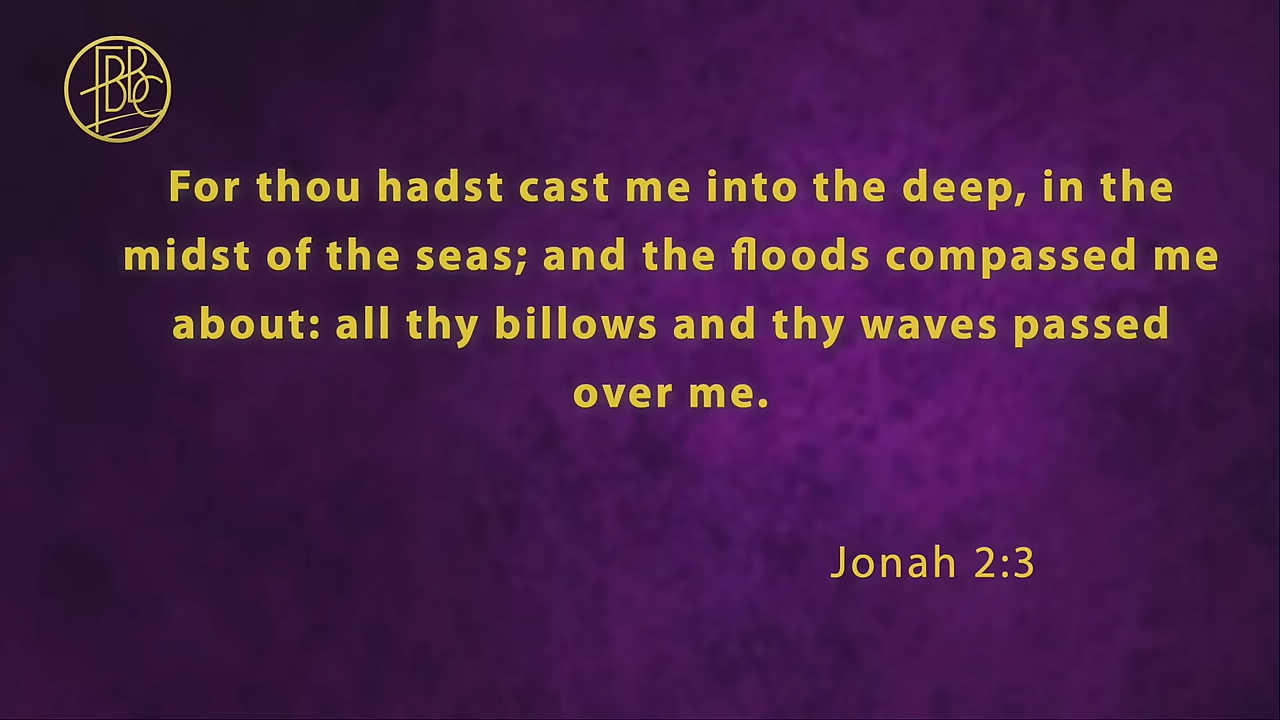 FBBC
For thou hadst cast me into the deep, in the
midst of the seas; and the floods compassed me
about: all thy billows and thy waves passed
over me.
Jonah 2:3